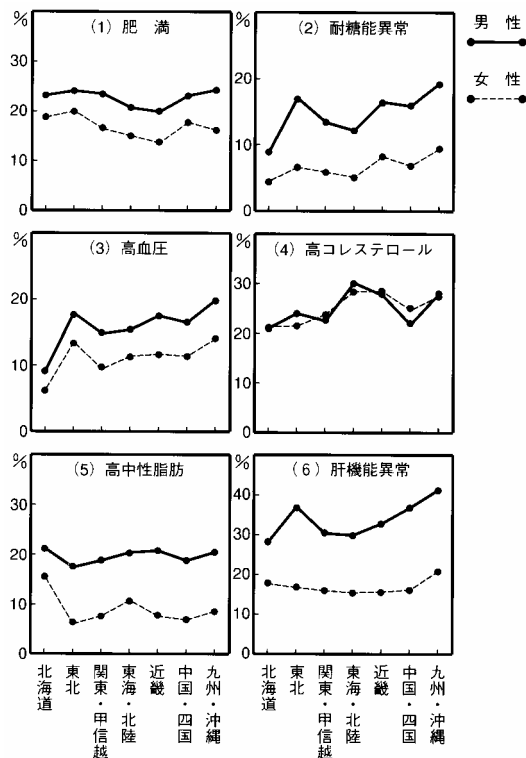 %
(1) 肥 満
30
20
10
0
%
(2) 耐糖能異常
20
10
0
男 性
女 性
%
(3) 高血圧
20
10
0
%
(4) 高コレステロール
30
20
10
0
%
(5) 高中性脂肪
30
20
10
0
%
(6) 肝機能異常
40
30
20
10
0
北海道
東北
関東・甲信越
東海・北陸
近畿
中国・四国
九州・沖縄
北海道
東北
関東・甲信越
東海・北陸
近畿
中国・四国
九州・沖縄